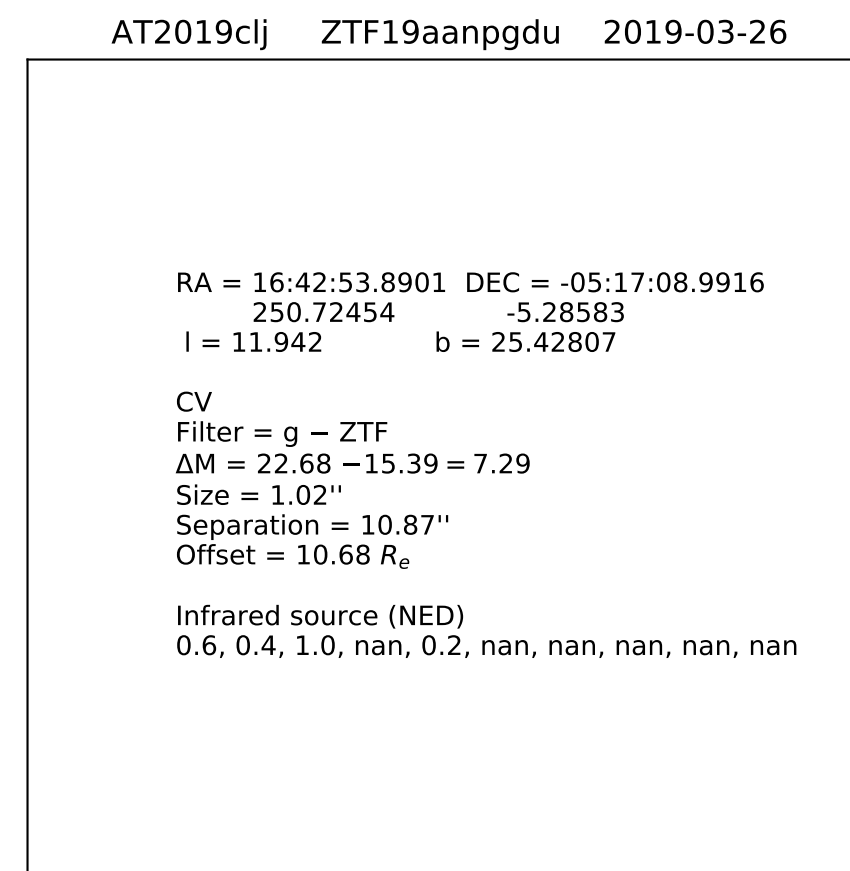 AT2019clj ZTF19aanpgdu 2019-03-26
RA = 16:42:53.8901 DEC = -05:17:08.9916
250.72454 -5.28583
l = 11.942 b = 25.42807
CV
Filter = g − ZTF
ΔM = 22.68 −15.39 = 7.29
Size = 1.02''
Separation = 10.87''
Offset = 10.68 Re
Infrared source (NED)
0.6, 0.4, 1.0, nan, 0.2, nan, nan, nan, nan, nan